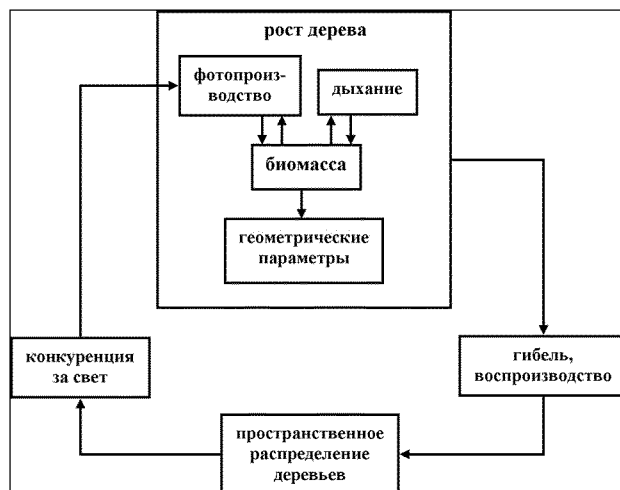 рост дерева
фотопроиз-
водство
дыхание
биомасса
геометрические
параметры
конкуренция
за свет
гибель,
воспроизводство
пространственное
распределение
деревьев